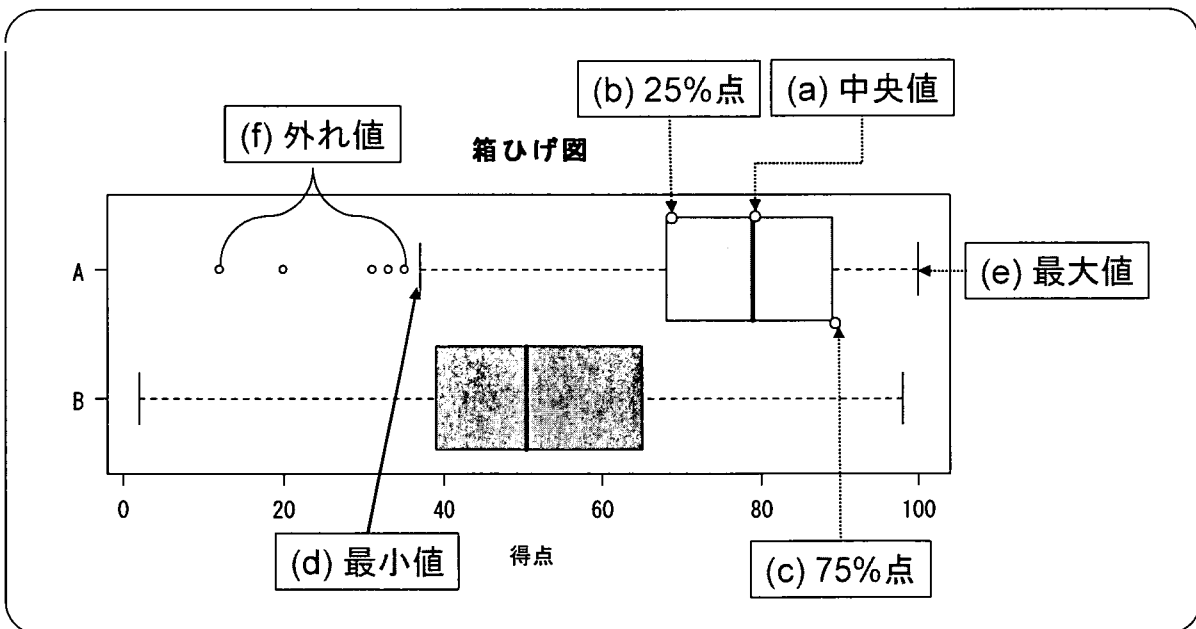 (b) 25%点
(a) 中央値
(f) 外れ値
箱ひげ図
A
(e) 最大値
B
0 20 40 60 80 100
(d) 最小値
得点
(c) 75%点